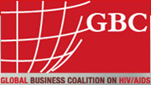 GBC
GLOBAL BUSINESS COALITION ON HIV/AIDS